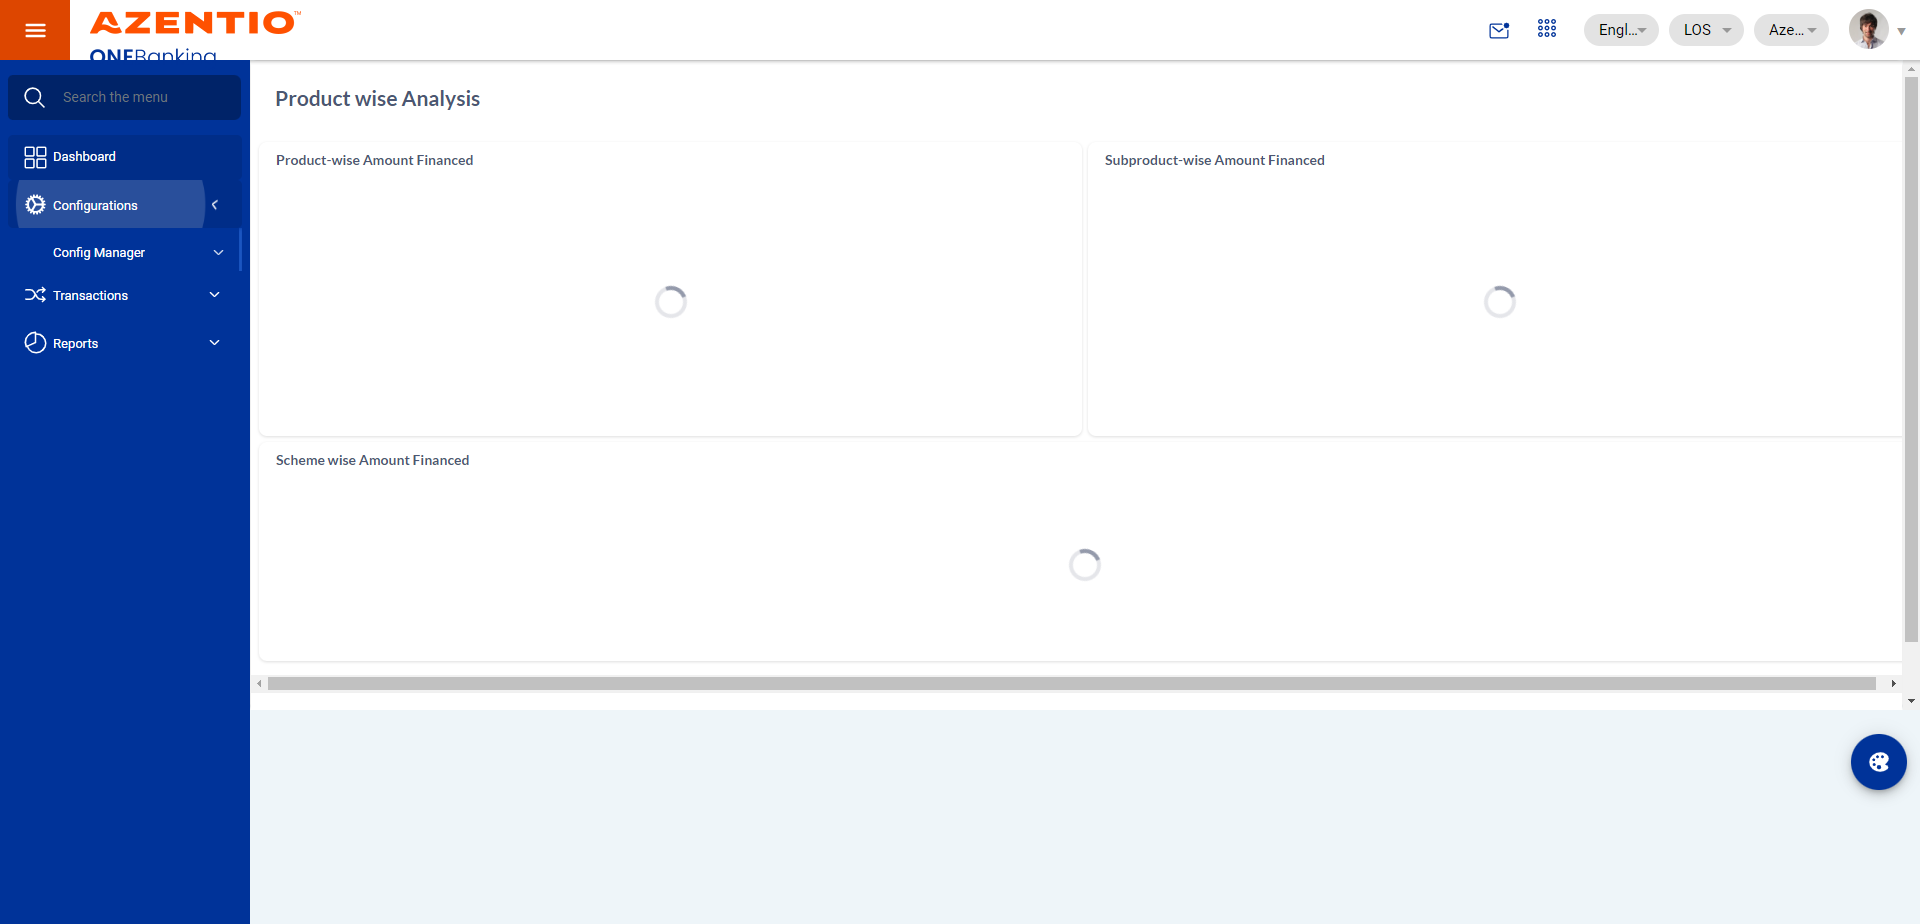 AZENTIO™
ONEBanking
Engl...
LOS
Aze...
Search the menu
Dashboard
Configurations
Config Manager
Transactions
Reports
Product wise Analysis
Product-wise Amount Financed
Subproduct-wise Amount Financed
Scheme wise Amount Financed